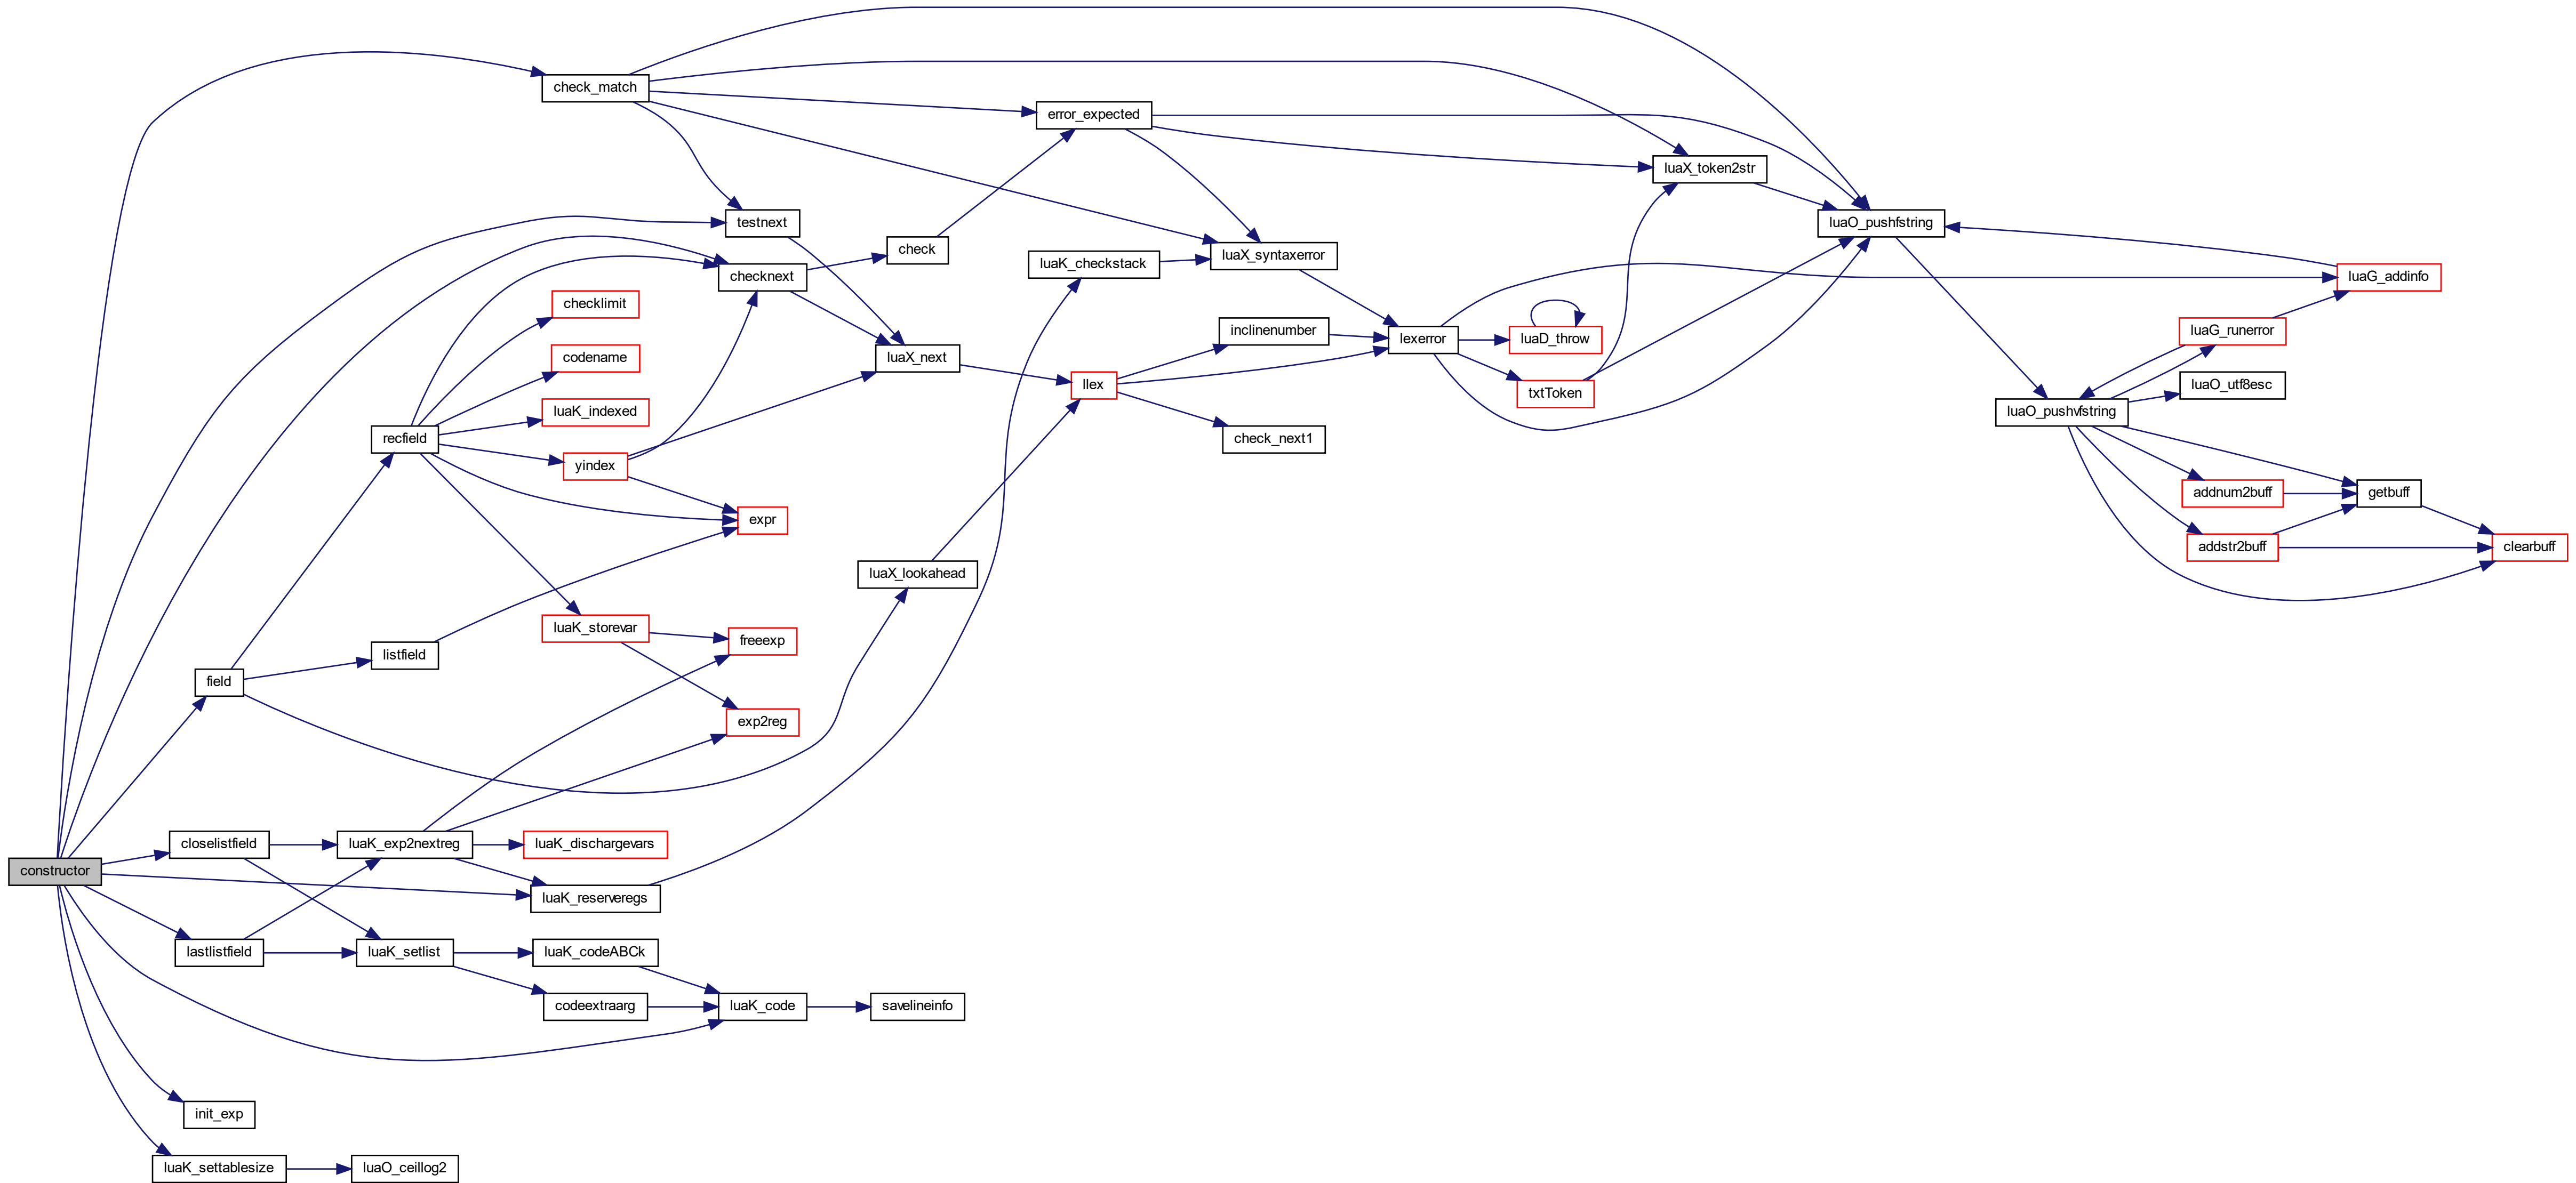 check_match
error_expected
luaX_token2str
testnext
luaO_pushfstring
check
luaK_checkstack
luaX_syntaxerror
checknext
luaG_addinfo
checklimit
inclinenumber
lexerror
luaD_throw
luaG_runerror
codename
luaX_next
llex
luaO_utf8esc
txtToken
luaK_indexed
luaO_pushvfstring
recfield
check_next1
yindex
addnum2buff
getbuff
expr
addstr2buff
clearbuff
luaX_lookahead
luaK_storevar
freeexp
listfield
field
exp2reg
closelistfield
luaK_exp2nextreg
luaK_dischargevars
constructor
luaK_reserveregs
lastlistfield
luaK_setlist
luaK_codeABCk
codeextraarg
luaK_code
savelineinfo
init_exp
luaK_settablesize
luaO_ceillog2